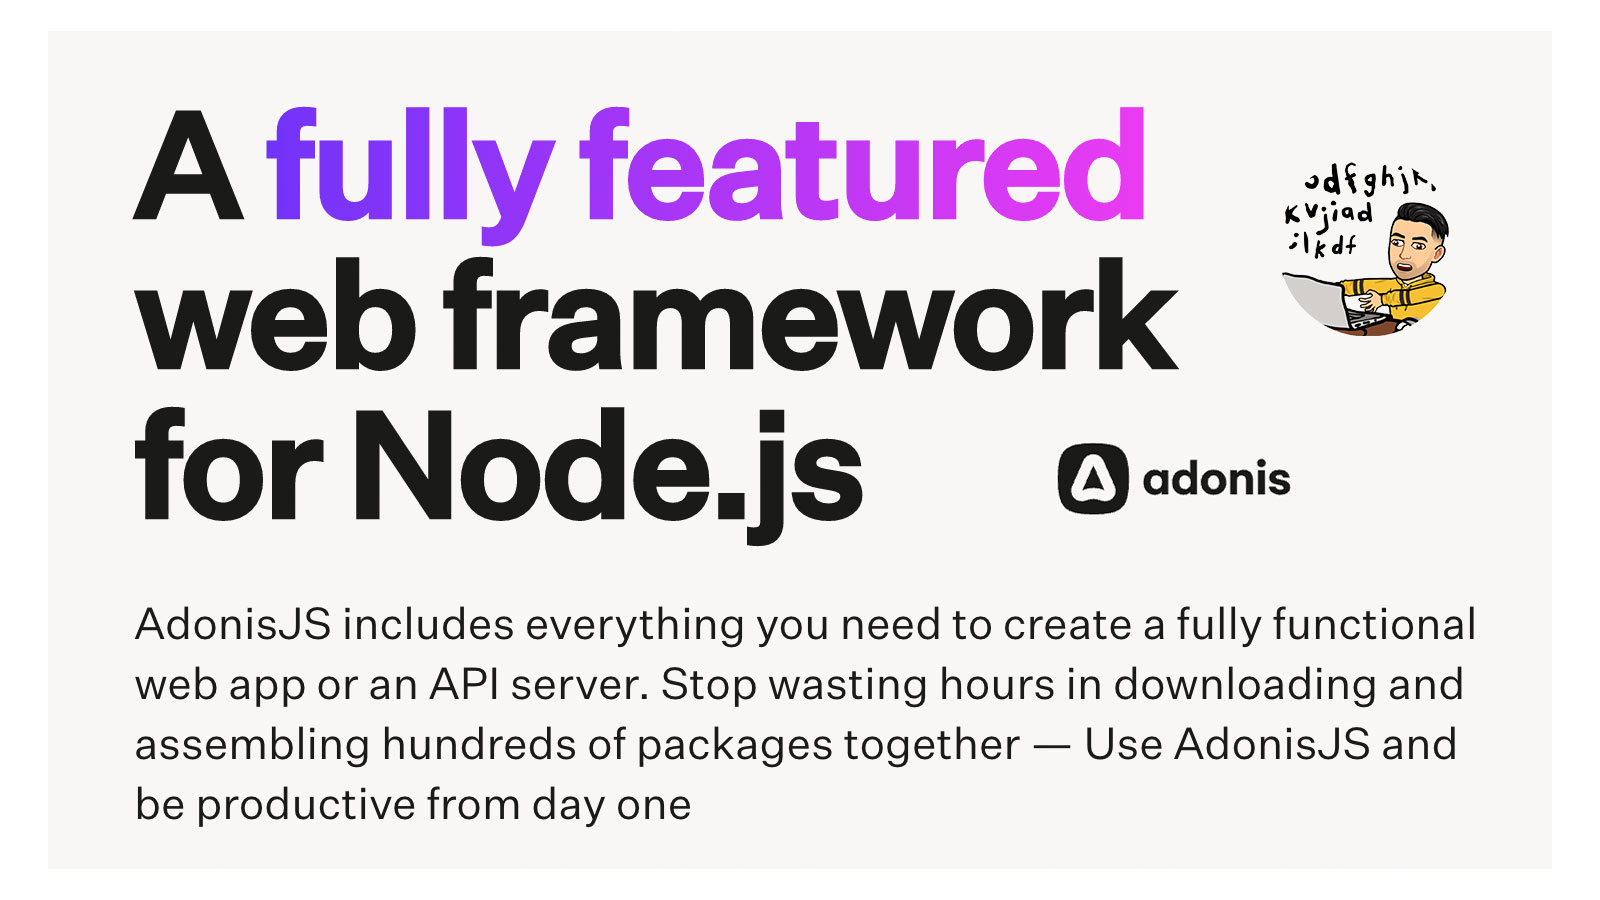 A fully featured
web framework
for Node.js
odfghjk,
kvjiad
;lkdf
adonis
AdonisJS includes everything you need to create a fully functional
web app or an API server. Stop wasting hours in downloading and
assembling hundreds of packages together — Use AdonisJS and
be productive from day one